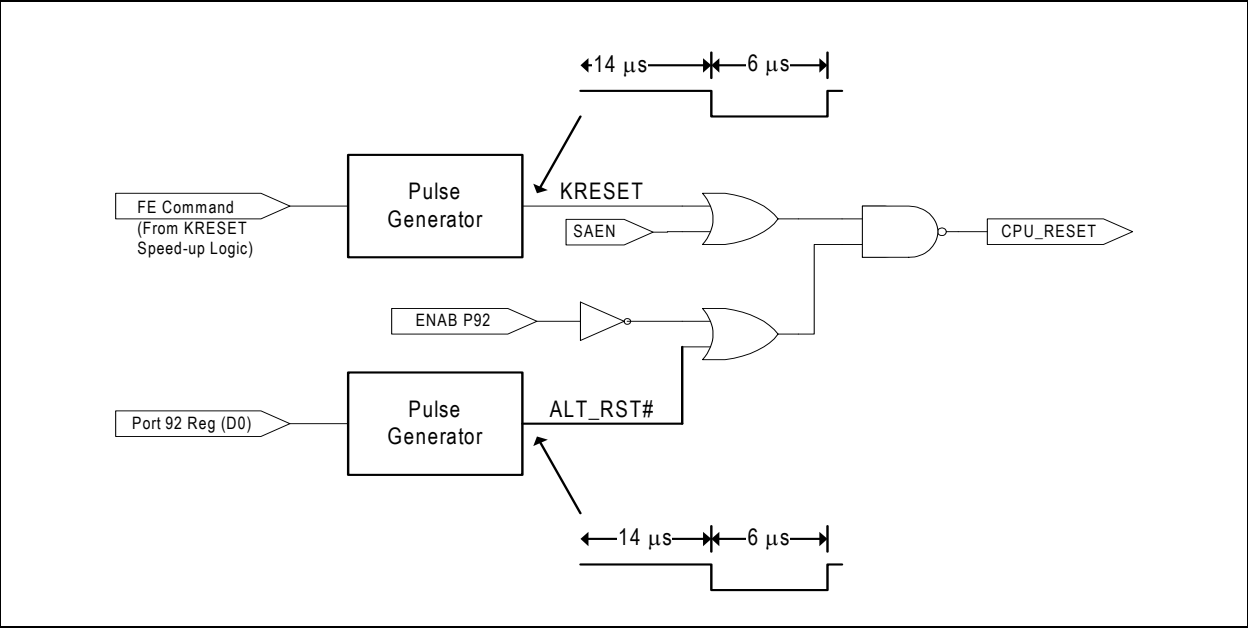 14 μs
6 μs
Pulse
Generator
KRESET
FE Command
(From KRESET
Speed-up Logic)
SAEN
CPU_RESET
ENAB P92
Pulse
Generator
ALT_RST#
Port 92 Reg (D0)
14 μs
6 μs